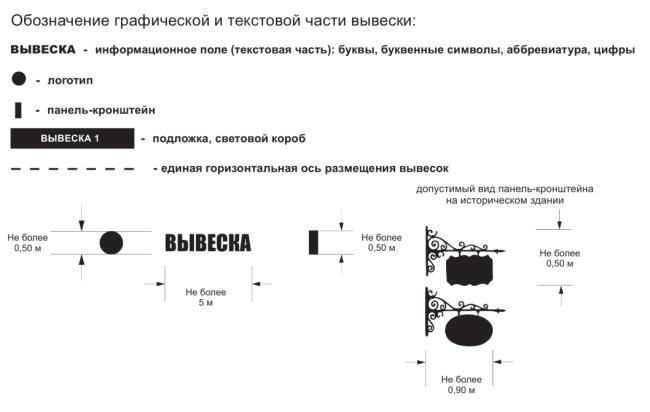 Обозначение графической и текстовой части вывески:
ВЫВЕСКА - информационное поле (текстовая часть): буквы, буквенные символы, аббревиатура, цифры
- логотип
- панель-кронштейн
ВЫВЕСКА 1 - подложка, световой короб
- единая горизонтальная ось размещения вывесок
допустимый вид панель-кронштейна
на историческом здании
Не более
0,50 м
ВЫВЕСКА
Не более
5 м
Не более
0,50 м
Не более
0,50 м
Не более
0,90 м